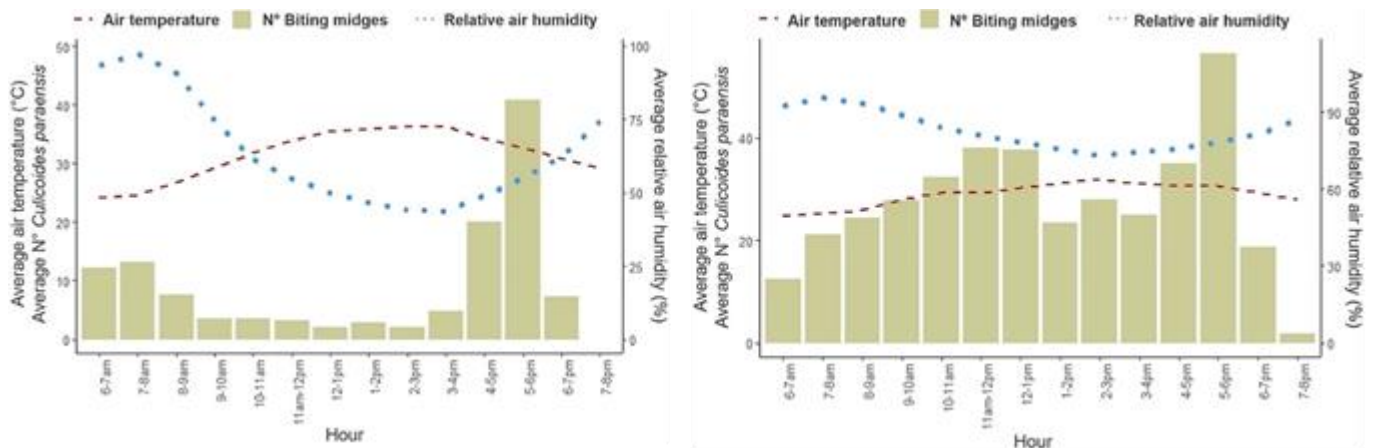 Air temperature N° Biting midges Relative air humidity
Average air temperature (°C)
Average N° Culicoides paraensis
50
40
30
20
10
0
100
75
50
25
0
Average relative air humidity (%)
6-7am
7-8am
8-9am
9-10am
10-11am
11am-12pm
12-1pm
1-2pm
2-3pm
3-4pm
4-5pm
5-6pm
6-7pm
7-8pm
Hour
Air temperature N° Biting midges Relative air humidity
Average air temperature (°C)
Average N° Culicoides paraensis
40
20
0
90
60
30
0
Average relative air humidity (%)
6-7am
7-8am
8-9am
9-10am
10-11am
11am-12pm
12-1pm
1-2pm
2-3pm
3-4pm
4-5pm
5-6pm
6-7pm
7-8pm
Hour